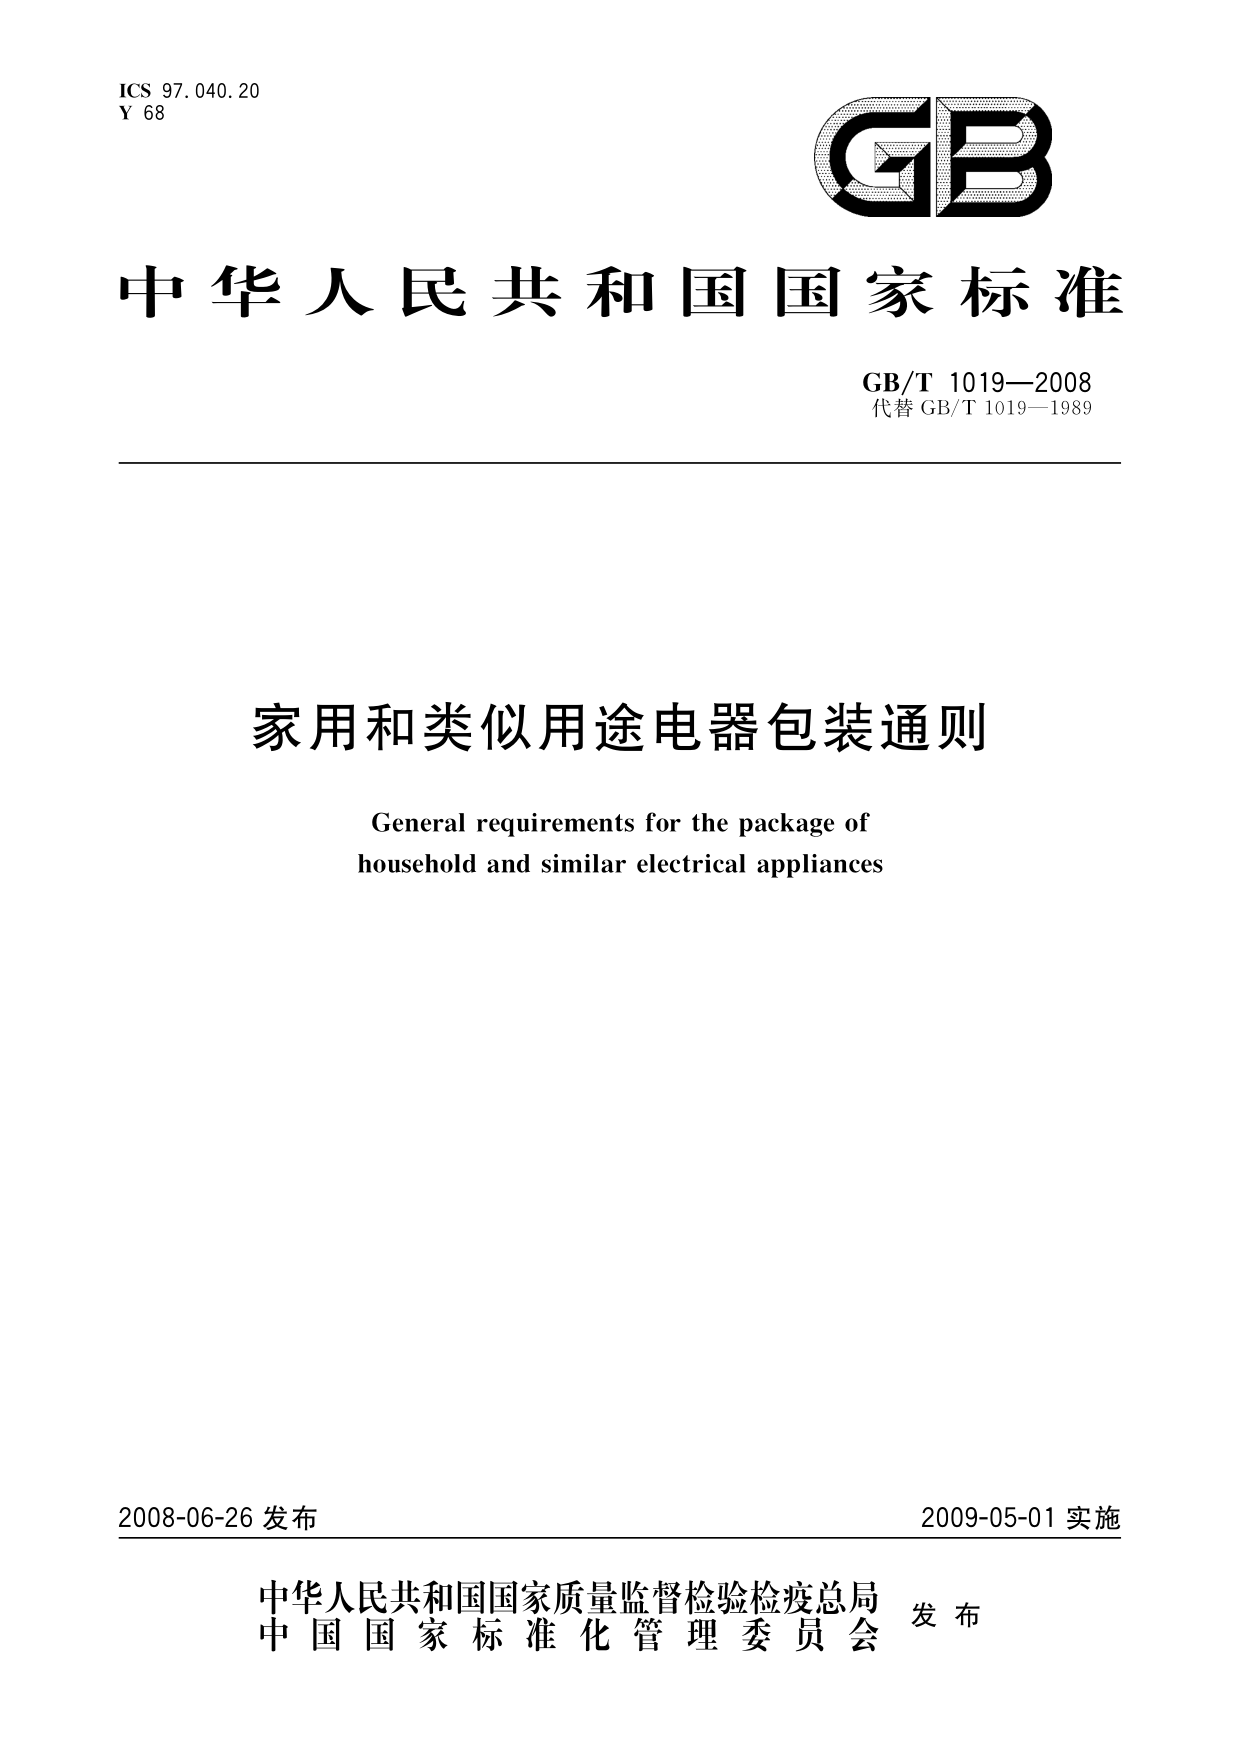 ICS 97.040.20
Y 68
GB
中华人民共和国国家标准
GB/T 1019—2008
代替 GB/T 1019—1989
家用和类似用途电器包装通则
General requirements for the package of
household and similar electrical appliances
2008-06-26 发布
2009-05-01 实施
中华人民共和国国家质量监督检验检疫总局
中国国家标准化管理委员会
发布